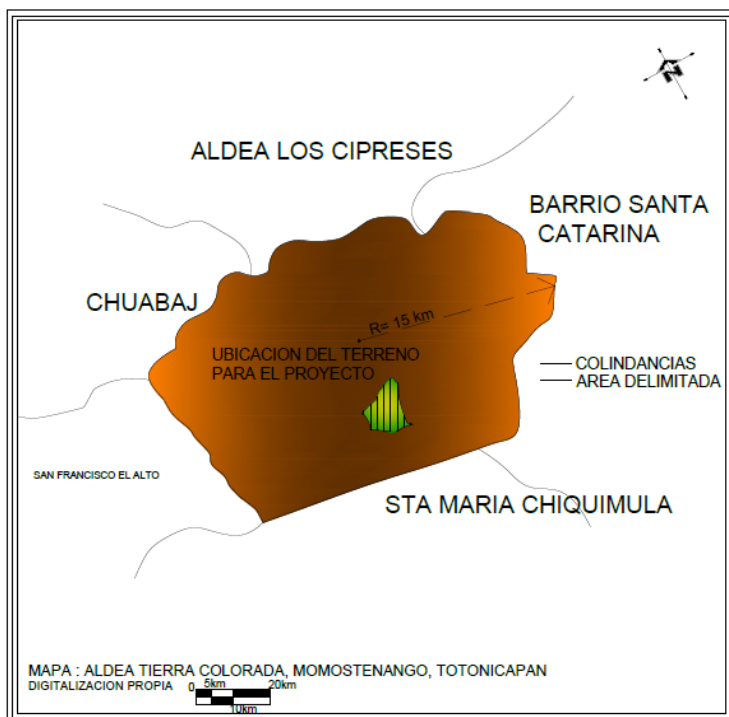 N
ALDEA LOS CIPRESES
BARRIO SANTA
CATARINA
CHUABAJ
R= 15 km
UBICACION DEL TERRENO
PARA EL PROYECTO
COLINDANCIAS
AREA DELIMITADA
SAN FRANCISCO EL ALTO
STA MARIA CHIQUIMULA
MAPA : ALDEA TIERRA COLORADA, MOMOSTENANGO, TOTONICAPAN
DIGITALIZACION PROPIA
0 5km 20km
10km